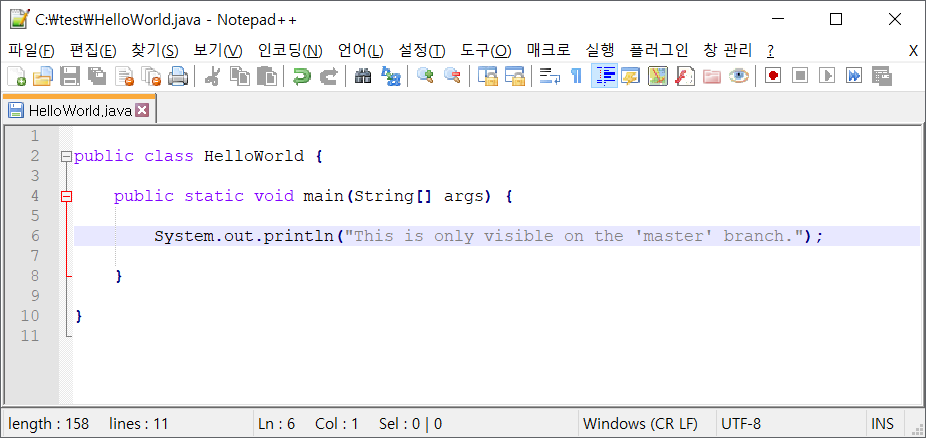 C:₩test₩HelloWorld.java - Notepad++
파일(F) 편집(E) 찾기(S) 보기(V) 인코딩(N) 언어(L) 설정(T) 도구(O) 매크로 실행 플러그인 창 관리 ? X
HelloWorld.java
1
2 public class HelloWorld {
3
4 public static void main(String[] args) {
5
6 System.out.println("This is only visible on the 'master' branch.");
7
8 }
9
10 }
11
length : 158 lines : 11 Ln : 6 Col : 1 Sel : 0 | 0 Windows (CR LF) UTF-8 INS